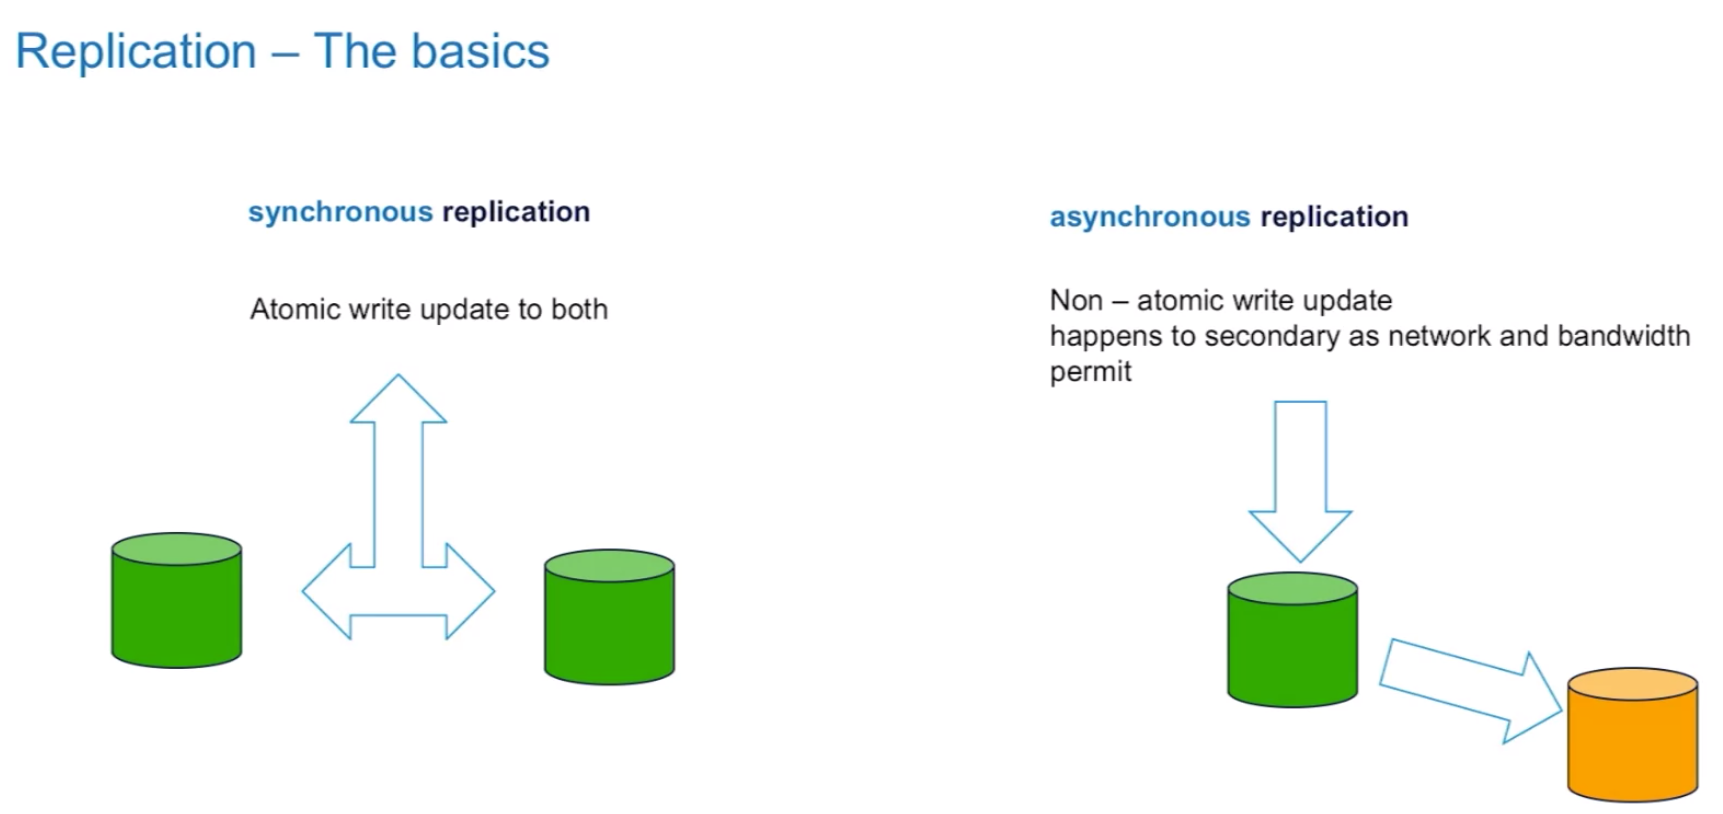 Replication – The basics
synchronous replication
Atomic write update to both
asynchronous replication
Non – atomic write update
happens to secondary as network and bandwidth
permit